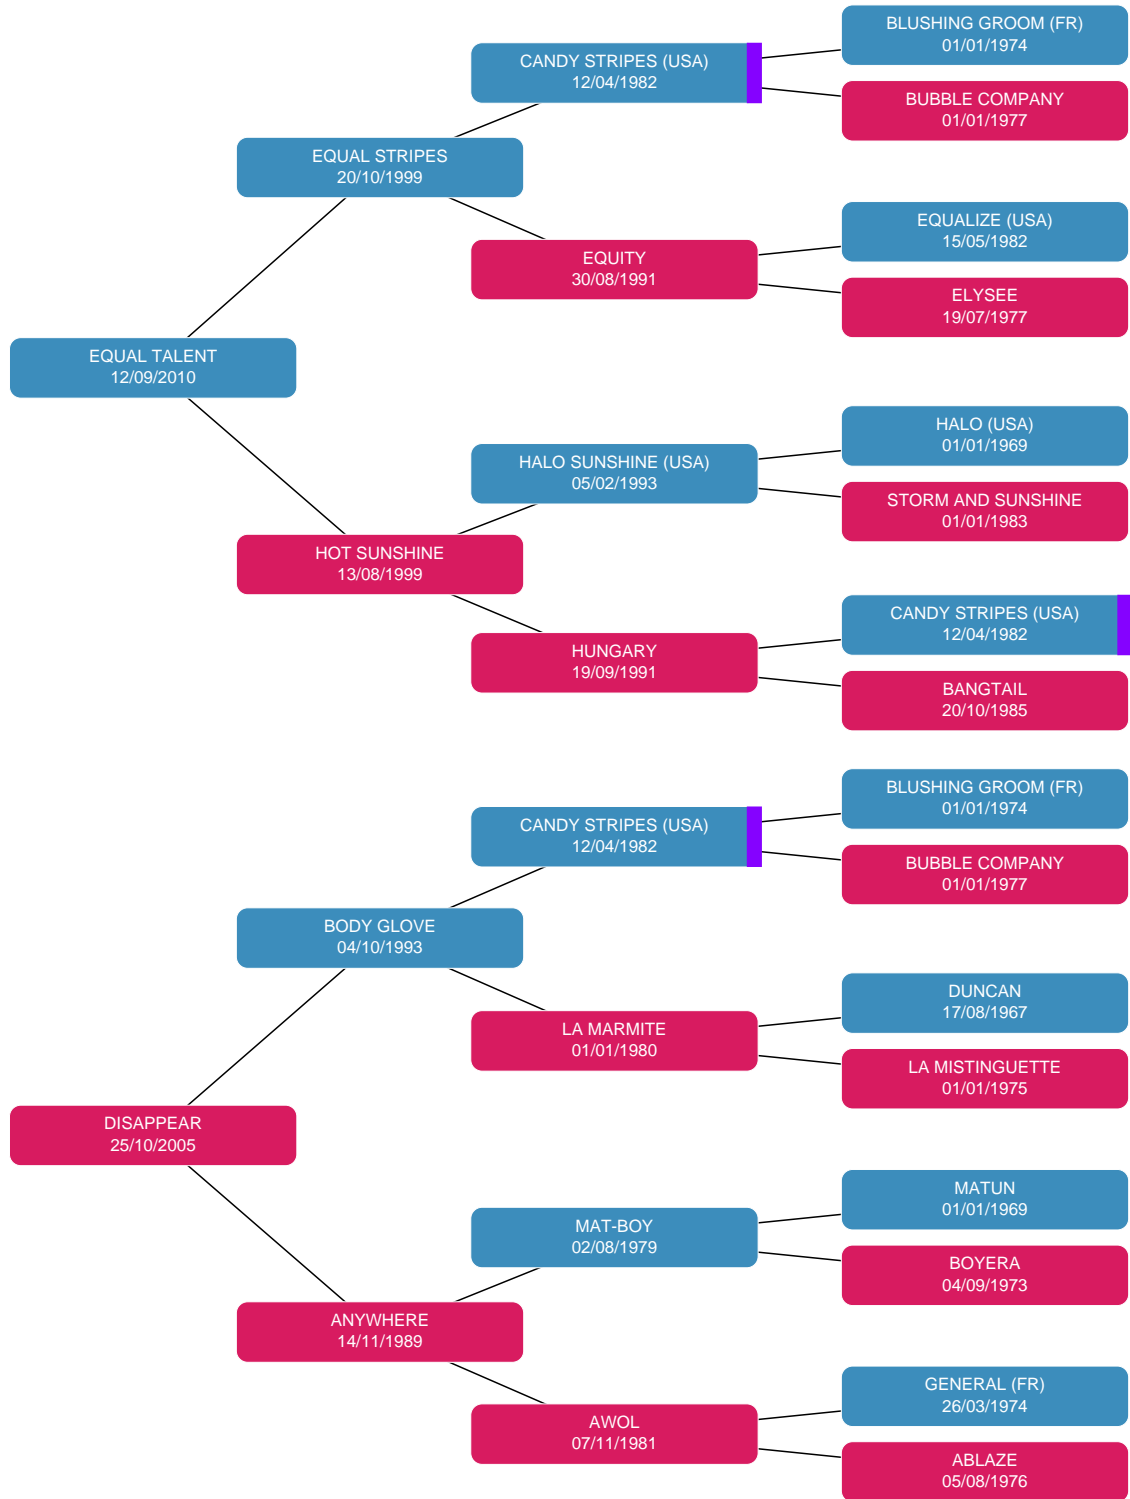 BLUSHING GROOM (FR)
01/01/1974
CANDY STRIPES (USA)
12/04/1982
BUBBLE COMPANY
01/01/1977
EQUAL STRIPES
20/10/1999
EQUALIZE (USA)
15/05/1982
EQUITY
30/08/1991
ELYSEE
19/07/1977
EQUAL TALENT
12/09/2010
HALO (USA)
01/01/1969
HALO SUNSHINE (USA)
05/02/1993
STORM AND SUNSHINE
01/01/1983
HOT SUNSHINE
13/08/1999
CANDY STRIPES (USA)
12/04/1982
HUNGARY
19/09/1991
BANGTAIL
20/10/1985
BLUSHING GROOM (FR)
01/01/1974
CANDY STRIPES (USA)
12/04/1982
BUBBLE COMPANY
01/01/1977
BODY GLOVE
04/10/1993
DUNCAN
17/08/1967
LA MARMITE
01/01/1980
LA MISTINGUETTE
01/01/1975
DISAPPEAR
25/10/2005
MATUN
01/01/1969
MAT-BOY
02/08/1979
BOYERA
04/09/1973
ANYWHERE
14/11/1989
GENERAL (FR)
26/03/1974
AWOL
07/11/1981
ABLAZE
05/08/1976